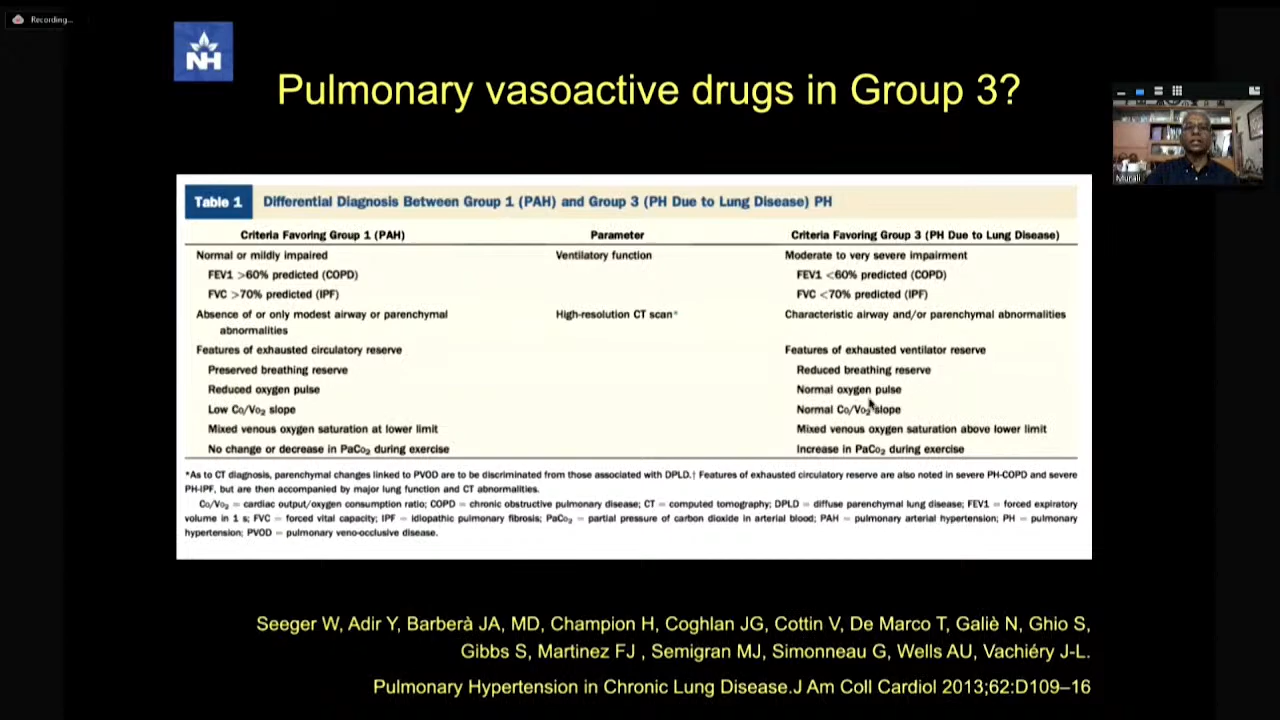 Recording...
NH
Pulmonary vasoactive drugs in Group 3?
Murali
Table 1 Differential Diagnosis Between Group 1 (PAH) and Group 3 (PH Due to Lung Disease) PH
Criteria Favoring Group 1 (PAH) Parameter Criteria Favoring Group 3 (PH Due to Lung Disease)
Normal or mildly impaired Ventilatory function Moderate to very severe impairment
FEV1 >60% predicted (COPD) FEV1 <60% predicted (COPD)
FVC >70% predicted (IPF) FVC <70% predicted (IPF)
Absence of or only modest airway or parenchymal High-resolution CT scan* Characteristic airway and/or parenchymal abnormalities
abnormalities
Features of exhausted circulatory reserve Features of exhausted ventilator reserve
Preserved breathing reserve Reduced breathing reserve
Reduced oxygen pulse Normal oxygen pulse
Low Co/Vo₂ slope Normal Co/Vo₂ slope
Mixed venous oxygen saturation at lower limit Mixed venous oxygen saturation above lower limit
No change or decrease in PaCo₂ during exercise Increase in PaCo₂ during exercise
*As to CT diagnosis, parenchymal changes linked to PVOD are to be discriminated from those associated with DPLD.† Features of exhausted circulatory reserve are also noted in severe PH-COPD and severe
PH-IPF, but are then accompanied by major lung function and CT abnormalities.
Co/Vo₂ = cardiac output/oxygen consumption ratio; COPD = chronic obstructive pulmonary disease; CT = computed tomography; DPLD = diffuse parenchymal lung disease; FEV1 = forced expiratory
volume in 1 s; FVC = forced vital capacity; IPF = idiopathic pulmonary fibrosis; PaCo₂ = partial pressure of carbon dioxide in arterial blood; PAH = pulmonary arterial hypertension; PH = pulmonary
hypertension; PVOD = pulmonary veno-occlusive disease.
Seeger W, Adir Y, Barberà JA, MD, Champion H, Coghlan JG, Cottin V, De Marco T, Galiè N, Ghio S,
Gibbs S, Martinez FJ , Semigran MJ, Simonneau G, Wells AU, Vachiéry J-L.
Pulmonary Hypertension in Chronic Lung Disease.J Am Coll Cardiol 2013;62:D109–16